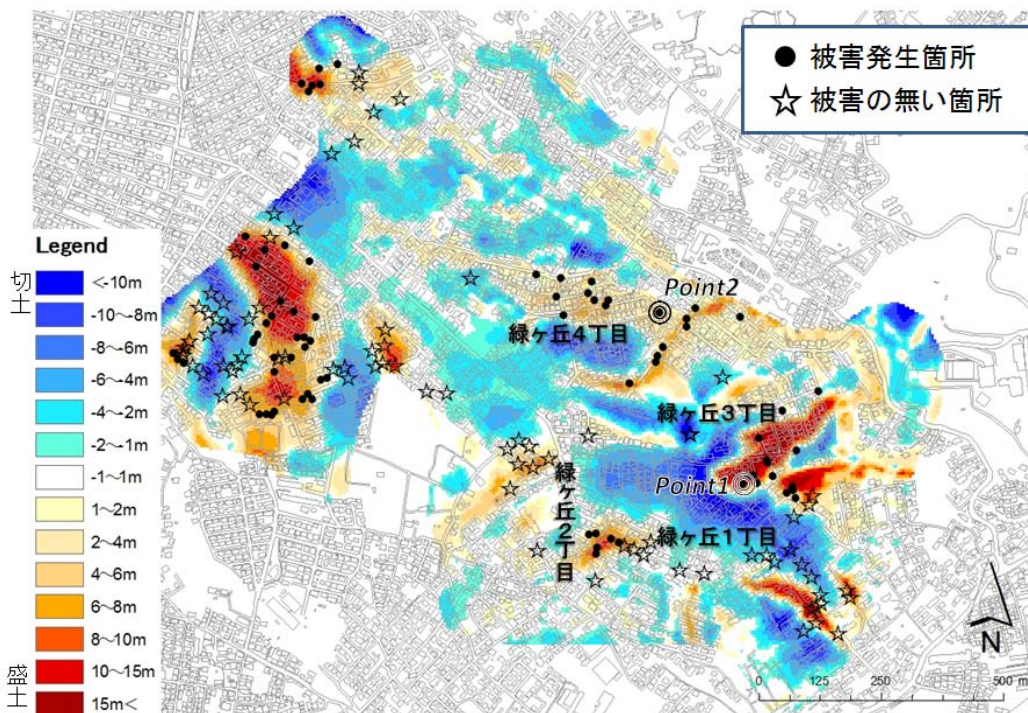 ● 被害発生箇所
☆ 被害の無い箇所
Legend
切土
<-10m
-10～-8m
-8～-6m
-6～-4m
-4～-2m
-2～-1m
-1～1m
1～2m
2～4m
4～6m
6～8m
8～10m
10～15m
15m<
盛土
Point2
緑ヶ丘4丁目
緑ヶ丘3丁目
Point1
緑ヶ丘2丁目
緑ヶ丘1丁目
N
0 125 250 500 m